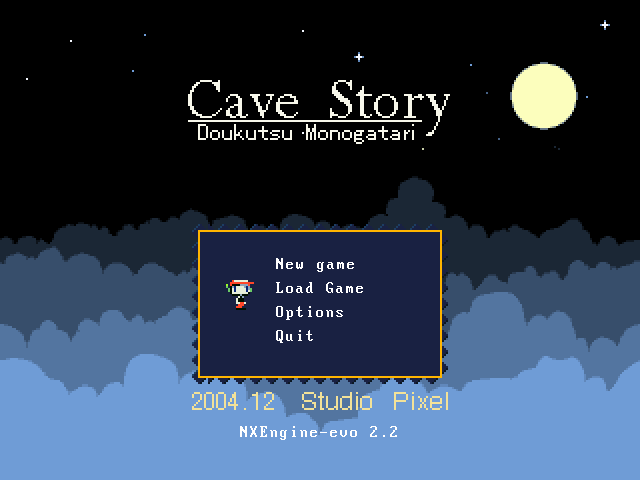 Cave Story
Doukutsu Monogatari
New game
Load Game
Options
Quit
2004.12 Studio Pixel
NXEngine-evo 2.2